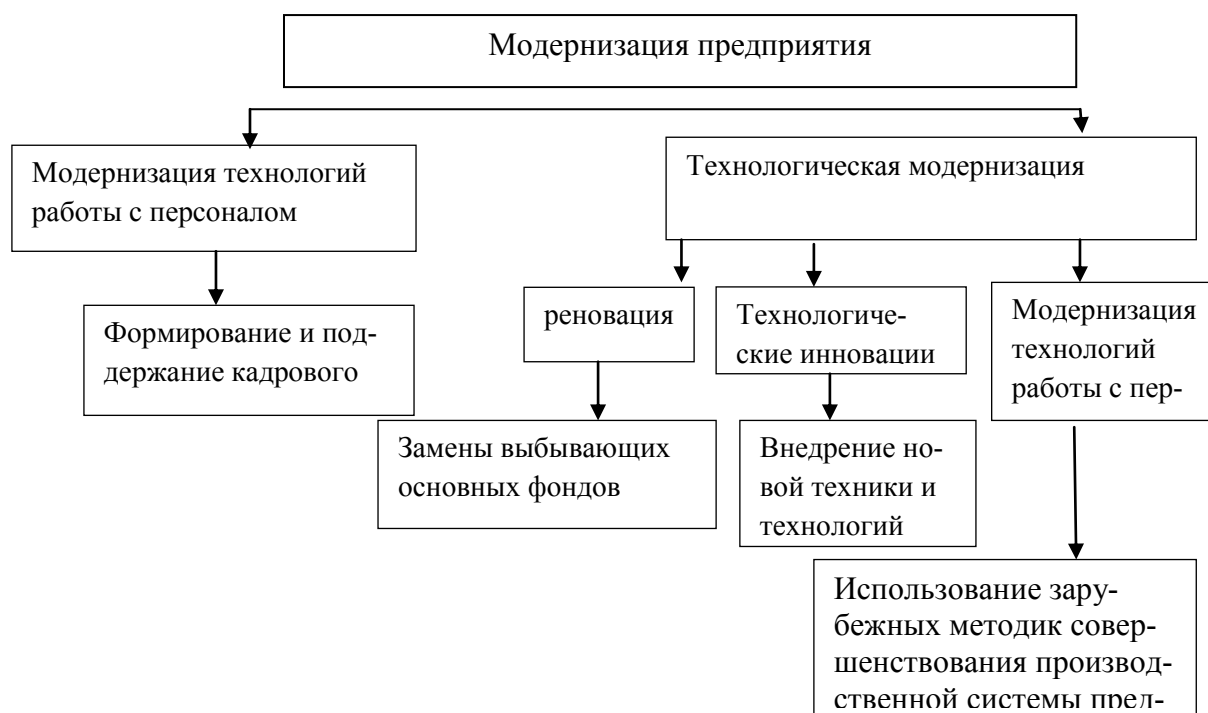 Модернизация предприятия
Модернизация технологий
работы с персоналом
Технологическая модернизация
Формирование и под-
держание кадрового
реновация
Технологиче-
ские инновации
Модернизация
технологий
работы с пер-
Замены выбывающих
основных фондов
Внедрение но-
вой техники и
технологий
Использование зару-
бежных методик совер-
шенствования производ-
ственной системы пред-